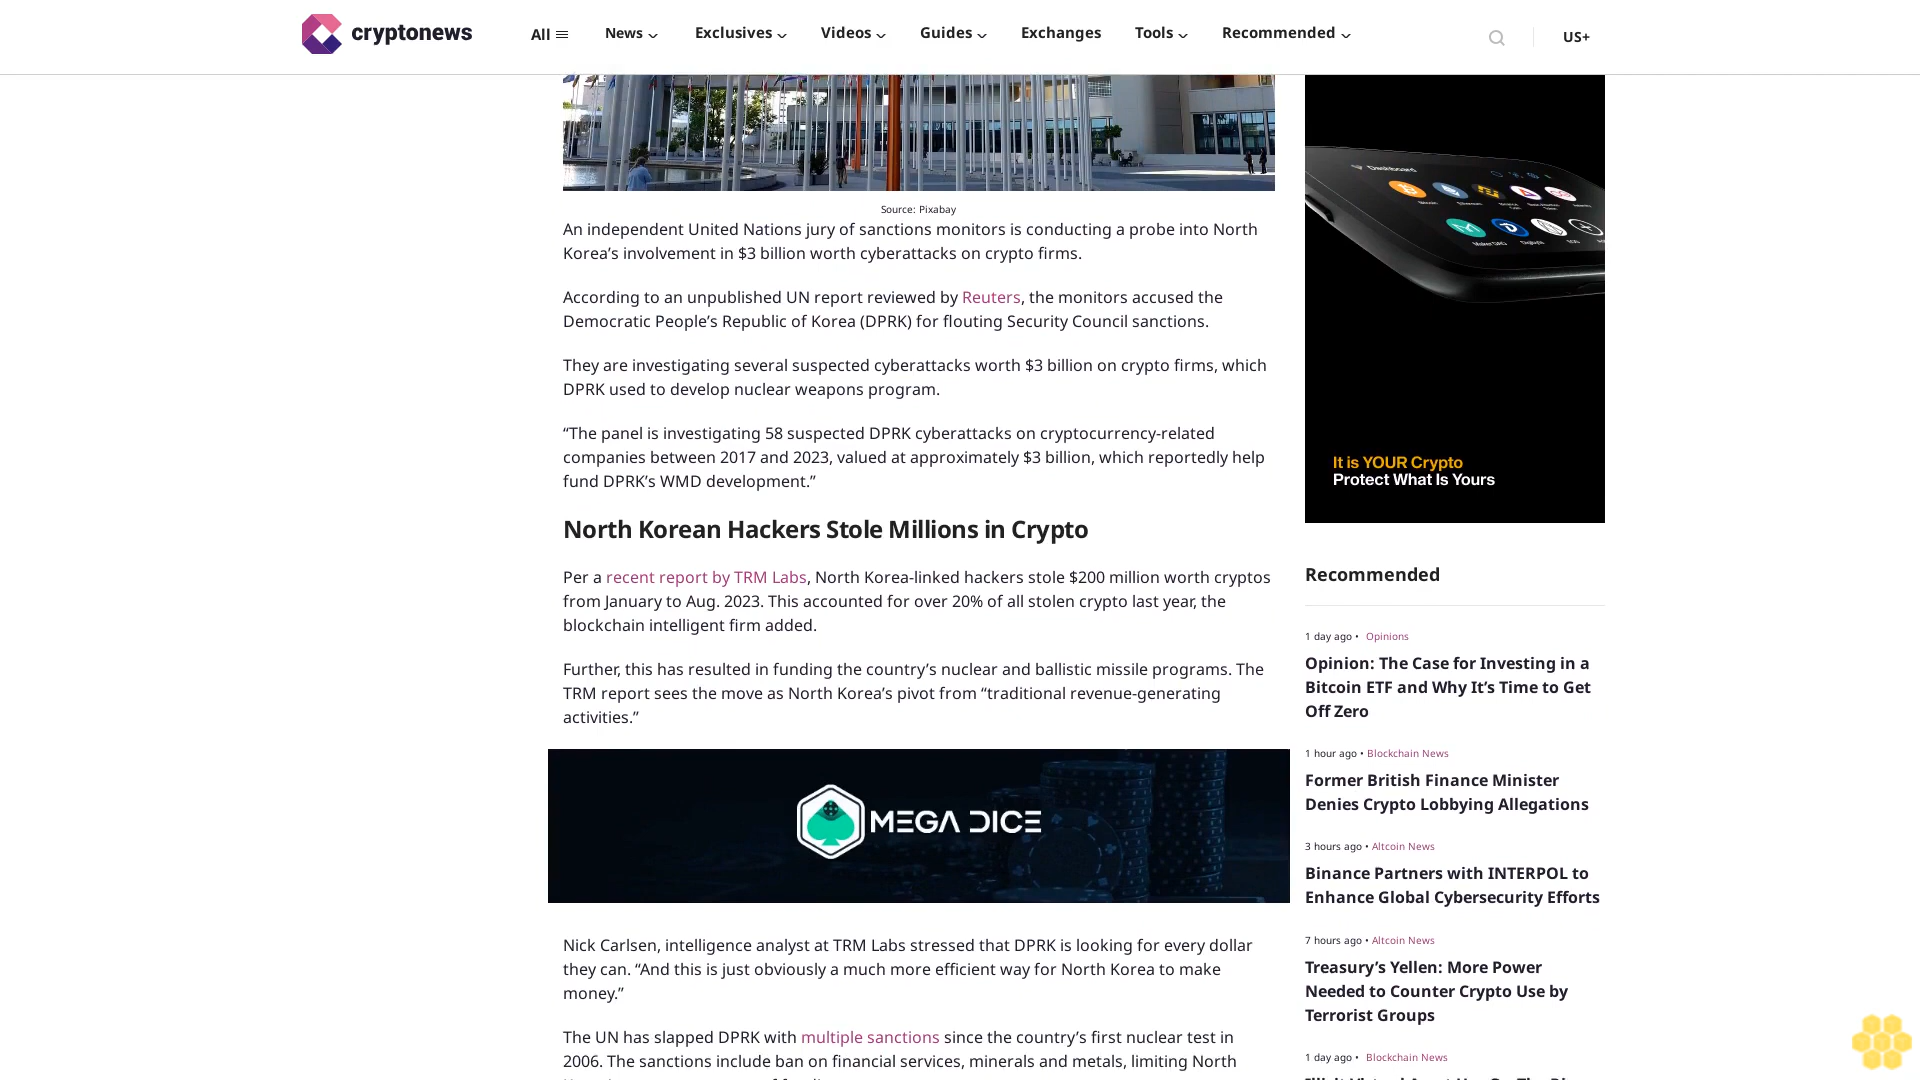 cryptonews
All
News
Exclusives
Videos
Guides
Exchanges
Tools
Recommended
US+
Source: Pixabay
An independent United Nations jury of sanctions monitors is conducting a probe into North
Korea’s involvement in $3 billion worth cyberattacks on crypto firms.
According to an unpublished UN report reviewed by Reuters, the monitors accused the
Democratic People’s Republic of Korea (DPRK) for flouting Security Council sanctions.
They are investigating several suspected cyberattacks worth $3 billion on crypto firms, which
DPRK used to develop nuclear weapons program.
“The panel is investigating 58 suspected DPRK cyberattacks on cryptocurrency-related
companies between 2017 and 2023, valued at approximately $3 billion, which reportedly help
fund DPRK’s WMD development.”
North Korean Hackers Stole Millions in Crypto
Per a recent report by TRM Labs, North Korea-linked hackers stole $200 million worth cryptos
from January to Aug. 2023. This accounted for over 20% of all stolen crypto last year, the
blockchain intelligent firm added.
Further, this has resulted in funding the country’s nuclear and ballistic missile programs. The
TRM report sees the move as North Korea’s pivot from “traditional revenue-generating
activities.”
MEGA DICE
Nick Carlsen, intelligence analyst at TRM Labs stressed that DPRK is looking for every dollar
they can. “And this is just obviously a much more efficient way for North Korea to make
money.”
The UN has slapped DPRK with multiple sanctions since the country’s first nuclear test in
2006. The sanctions include ban on financial services, minerals and metals, limiting North
Dashboard
It is YOUR Crypto
Protect What Is Yours
Recommended
1 day ago • Opinions
Opinion: The Case for Investing in a
Bitcoin ETF and Why It’s Time to Get
Off Zero
1 hour ago • Blockchain News
Former British Finance Minister
Denies Crypto Lobbying Allegations
3 hours ago • Altcoin News
Binance Partners with INTERPOL to
Enhance Global Cybersecurity Efforts
7 hours ago • Altcoin News
Treasury’s Yellen: More Power
Needed to Counter Crypto Use by
Terrorist Groups
1 day ago • Blockchain News